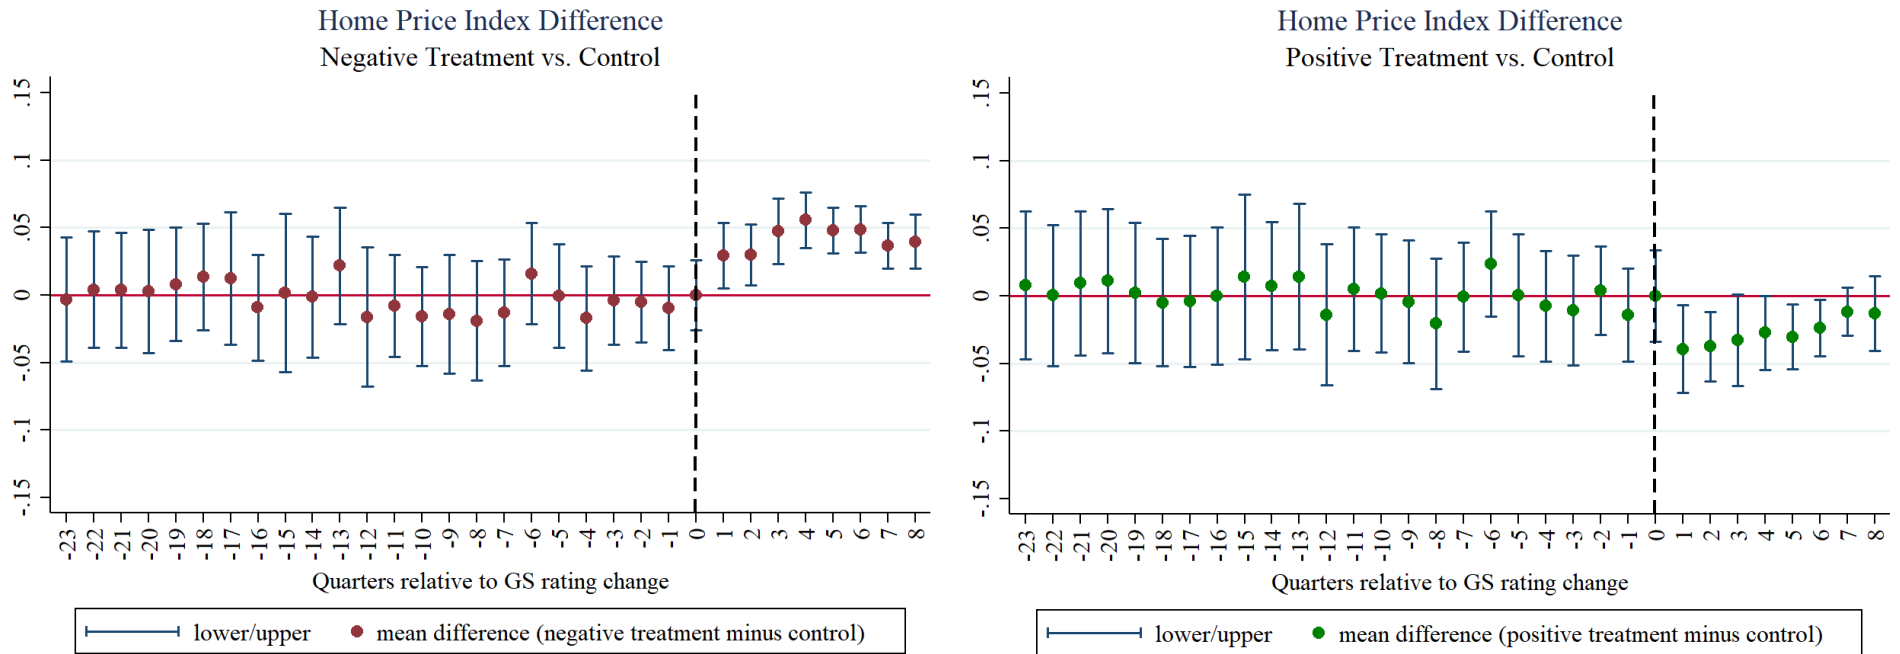 Home Price Index Difference
Negative Treatment vs. Control
.15
.1
.05
0
-.05
-.1
-.15
-23 -22 -21 -20 -19 -18 -17 -16 -15 -14 -13 -12 -11 -10 -9 -8 -7 -6 -5 -4 -3 -2 -1 0 1 2 3 4 5 6 7 8
Quarters relative to GS rating change
lower/upper mean difference (negative treatment minus control)
Home Price Index Difference
Positive Treatment vs. Control
.15
.1
.05
0
-.05
-.1
-.15
-23 -22 -21 -20 -19 -18 -17 -16 -15 -14 -13 -12 -11 -10 -9 -8 -7 -6 -5 -4 -3 -2 -1 0 1 2 3 4 5 6 7 8
Quarters relative to GS rating change
lower/upper mean difference (positive treatment minus control)